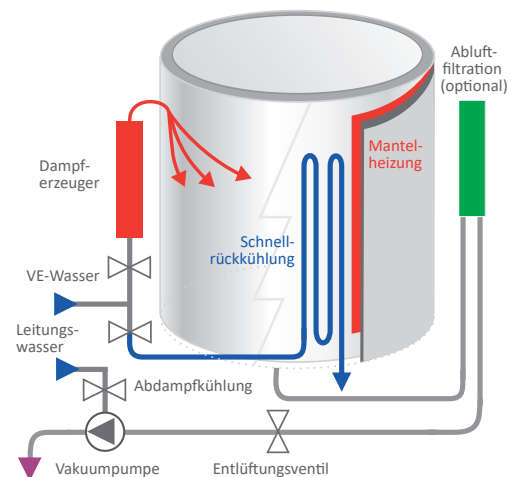 Abluft-
filtration
(optional)
Mantel-
heizung
Dampf-
erzeuger
Schnell-
rückkühlung
VE-Wasser
Leitungs-
wasser
Abdampfkühlung
Vakuumpumpe
Entlüftungsventil